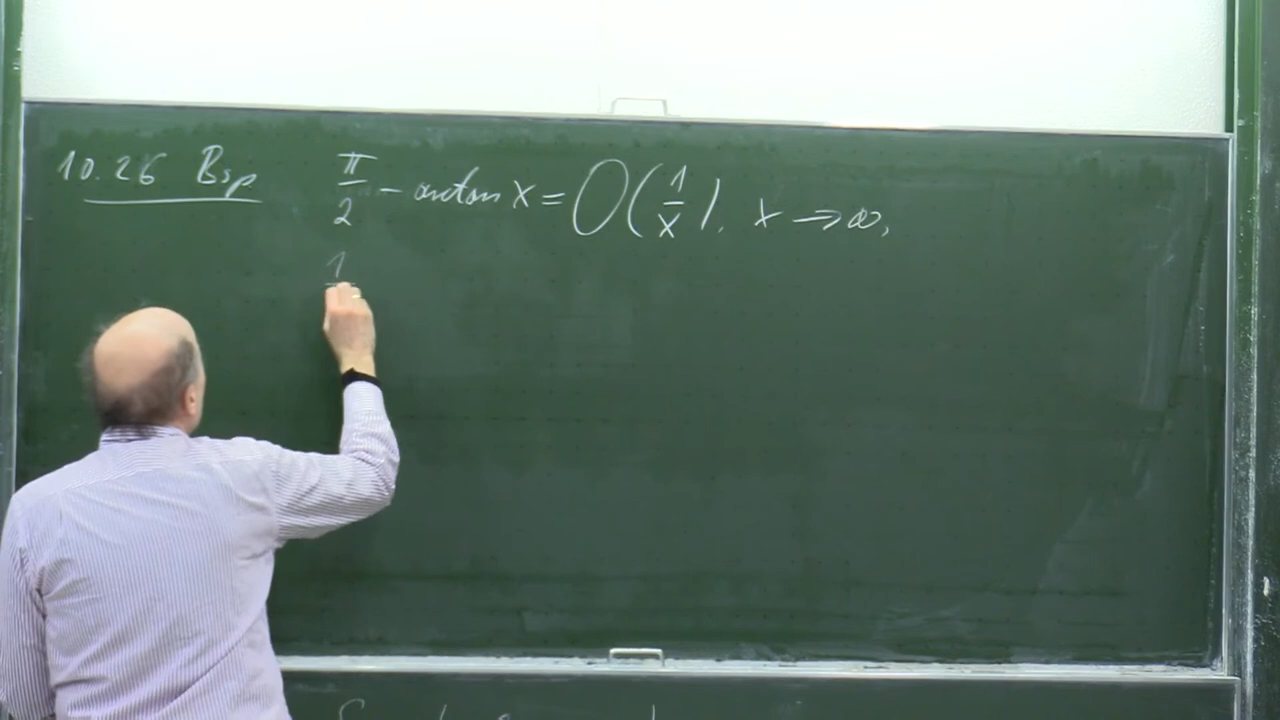 10.26 Bsp π/2 - arctan x = O(1/x), x → ∞,
1